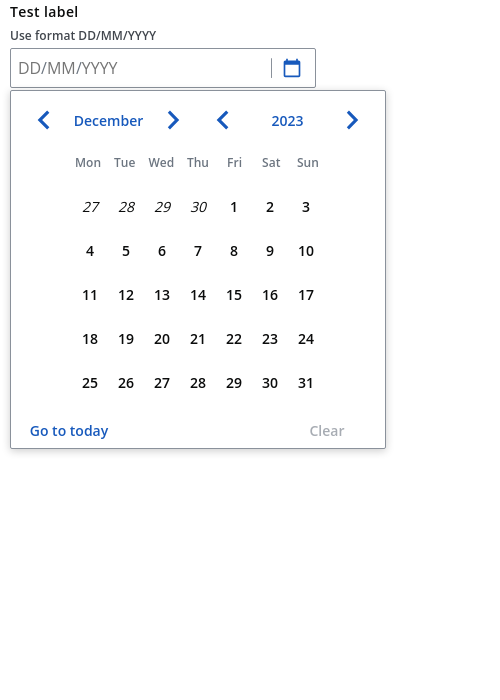 Test label
Use format DD/MM/YYYY
DD/MM/YYYY
December 2023
Mon Tue Wed Thu Fri Sat Sun
27 28 29 30 1 2 3
4 5 6 7 8 9 10
11 12 13 14 15 16 17
18 19 20 21 22 23 24
25 26 27 28 29 30 31
Go to today Clear